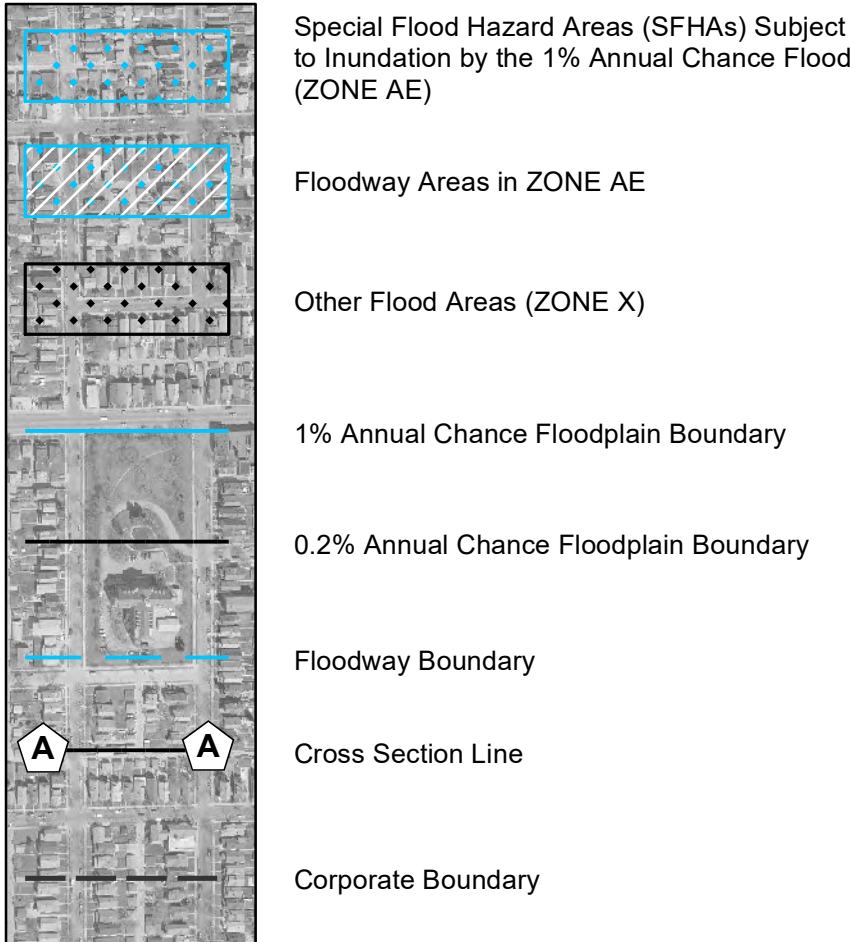 Special Flood Hazard Areas (SFHAs) Subject
to Inundation by the 1% Annual Chance Flood
(ZONE AE)
Floodway Areas in ZONE AE
Other Flood Areas (ZONE X)
1% Annual Chance Floodplain Boundary
0.2% Annual Chance Floodplain Boundary
Floodway Boundary
A A
Cross Section Line
Corporate Boundary